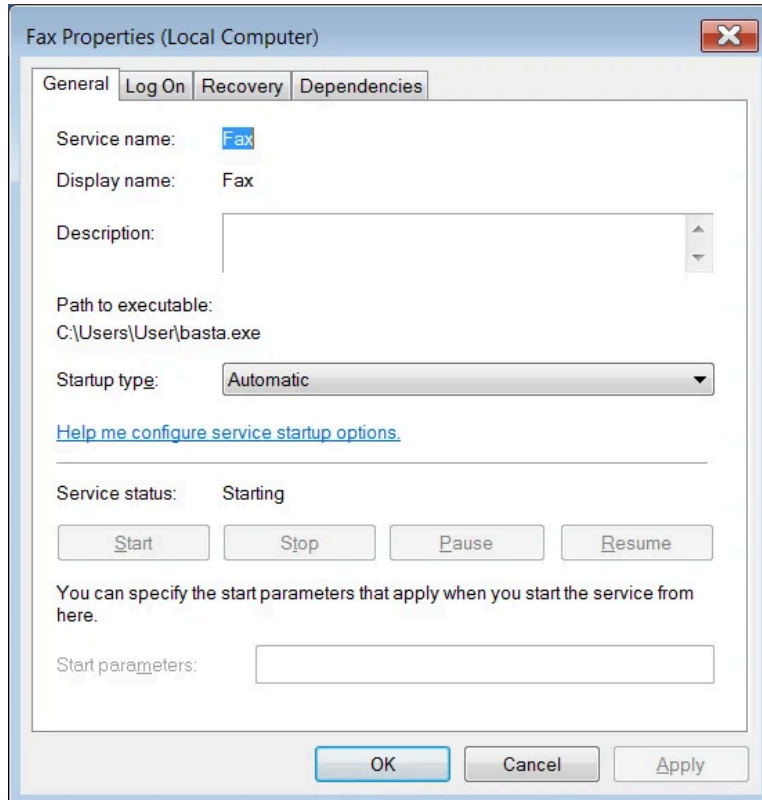 Fax Properties (Local Computer)
General Log On Recovery Dependencies
Service name: Fax
Display name: Fax
Description:
Path to executable:
C:\Users\User\basta.exe
Startup type: Automatic
Help me configure service startup options.
Service status: Starting
Start Stop Pause Resume
You can specify the start parameters that apply when you start the service from
here.
Start parameters:
OK Cancel Apply